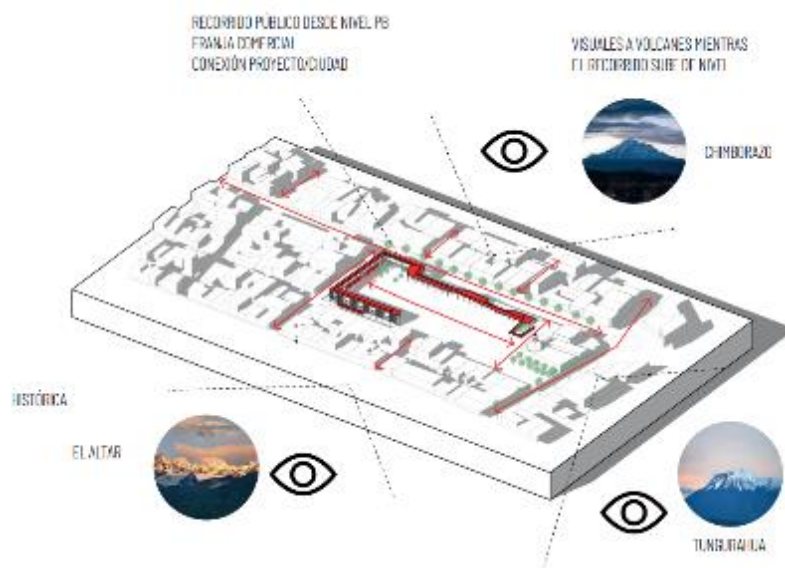 RECORRIDO PÚBLICO DESDE NIVEL PB
FRANJA COMERCIAL
CONEXIÓN PROYECTO/CIUDAD
VISUALES A VOLCANES MIENTRAS
EL RECORRIDO SUBE DE NIVEL
CHIMBORAZO
HISTÓRICA
EL ALTAR
TUNGURAHUA